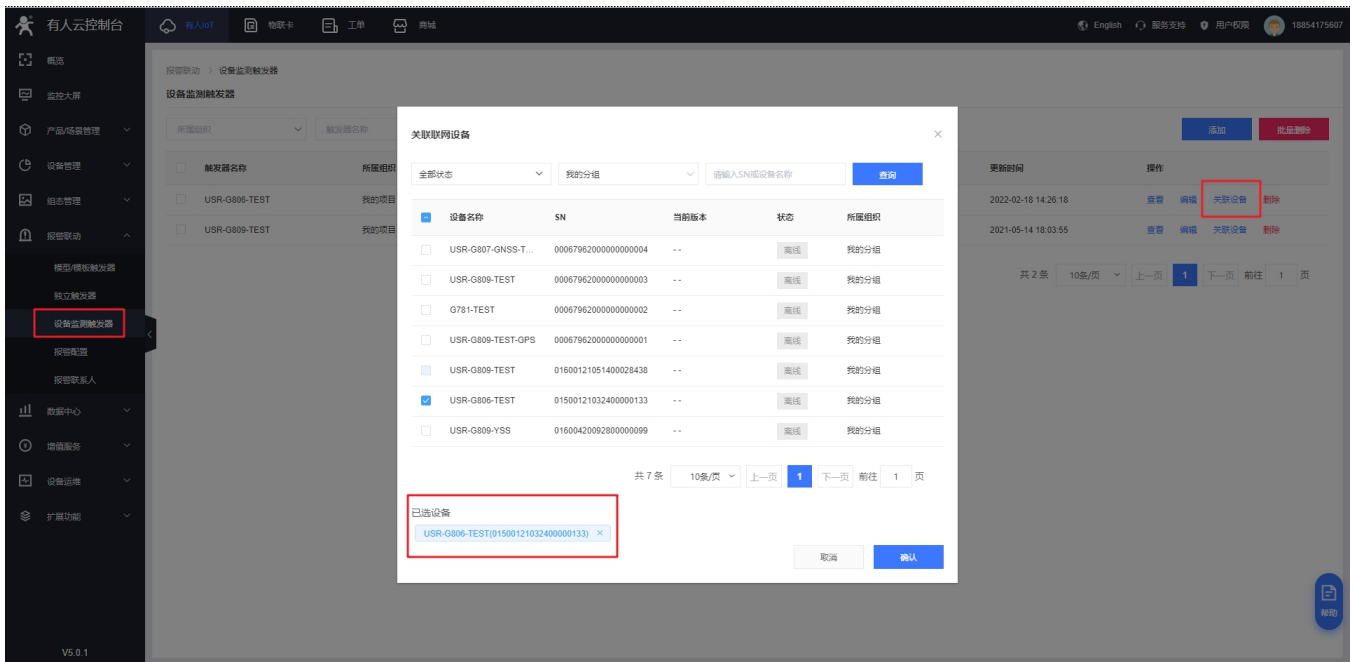 有人云控制台
有人IoT 物联卡 工单 商城
English 服务支持 用户权限 18854175607
概览
监控大屏
产品/场景管理
设备管理
组态管理
报警联动
模型/模板触发器
独立触发器
设备监测触发器
报警配置
报警联系人
数据中心
增值服务
设备运维
扩展功能
V5.0.1
报警联动 > 设备监测触发器
设备监测触发器
所属组织 触发器名称 添加 批量删除
触发器名称 所属组织 更新时间 操作
USR-G806-TEST 我的项目 2022-02-18 14:26:18 查看 编辑 关联设备 删除
USR-G809-TEST 我的项目 2021-05-14 18:03:55 查看 编辑 关联设备 删除
共 2 条 10条/页 上一页 1 下一页 前往 1 页
关联联网设备
全部状态 我的分组 请输入SN或设备名称 查询
设备名称 SN 当前版本 状态 所属组织
USR-G807-GNSS-T... 00067962000000000004 -- 离线 我的分组
USR-G809-TEST 00067962000000000003 -- 离线 我的分组
G781-TEST 00067962000000000002 -- 离线 我的分组
USR-G809-TEST-GPS 00067962000000000001 -- 离线 我的分组
USR-G809-TEST 01600121051400028438 -- 离线 我的分组
USR-G806-TEST 01500121032400000133 -- 离线 我的分组
USR-G809-YSS 01600420092800000099 -- 离线 我的分组
共 7 条 10条/页 上一页 1 下一页 前往 1 页
已选设备
USR-G806-TEST(01500121032400000133) ×
取消 确认
帮助